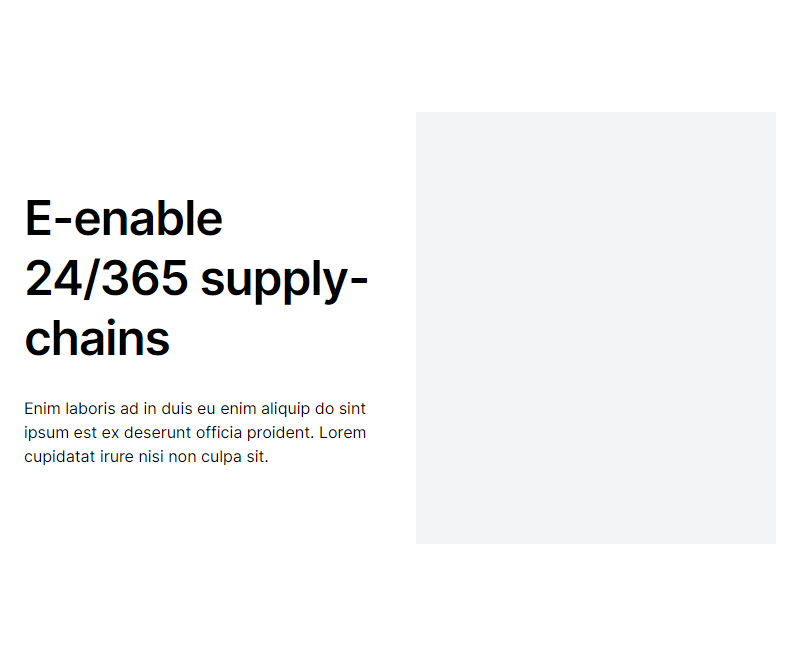 E-enable
24/365 supply-
chains
Enim laboris ad in duis eu enim aliquip do sint
ipsum est ex deserunt officia proident. Lorem
cupidatat irure nisi non culpa sit.